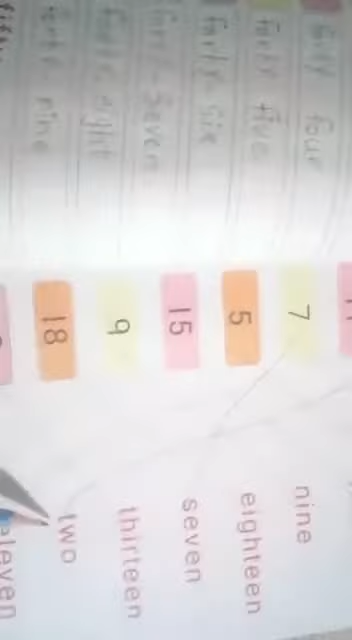 forty four
forty five
forty six
forty seven
forty eight
forty nine
7 nine
5 eighteen
15 seven
9 thirteen
18 two
eleven